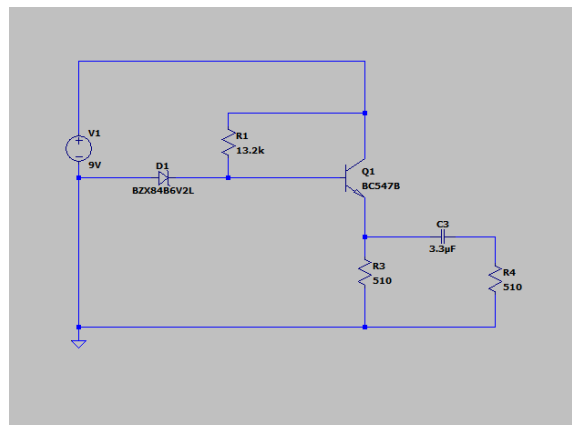 V1
9V
R1
13.2k
D1
BZX84B6V2L
Q1
BC547B
C3
3.3µF
R3
510
R4
510